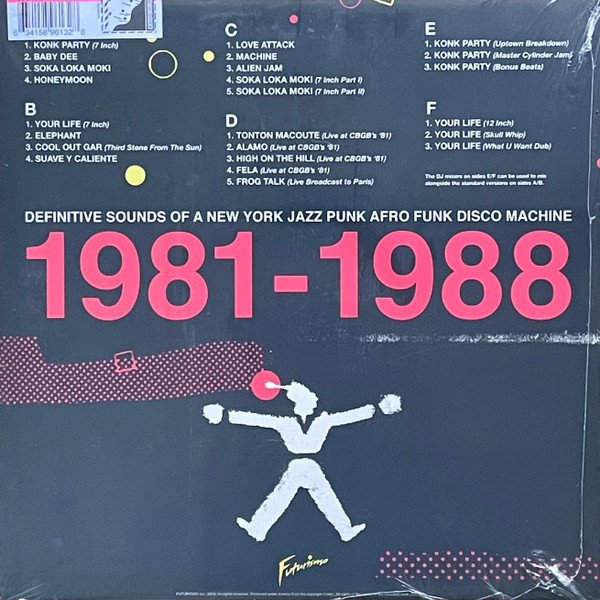 6 34158 96132 8
1. KONK PARTY (7 Inch)
2. BABY DEE
3. SOKA LOKA MOKI
4. HONEYMOON
B
1. YOUR LIFE (7 Inch)
2. ELEPHANT
3. COOL OUT GAR (Third Stone From The Sun)
4. SUAVE Y CALIENTE
C
1. LOVE ATTACK
2. MACHINE
3. ALIEN JAM
4. SOKA LOKA MOKI (7 Inch Part I)
5. SOKA LOKA MOKI (7 Inch Part II)
D
1. TONTON MACOUTE (Live at CBGB's '81)
2. ALAMO (Live at CBGB's '81)
3. HIGH ON THE HILL (Live at CBGB's '81)
4. FELA (Live at CBGB's '81)
5. FROG TALK (Live Broadcast to Paris)
E
1. KONK PARTY (Uptown Breakdown)
2. KONK PARTY (Master Cylinder Jam)
3. KONK PARTY (Bonus Beats)
F
1. YOUR LIFE (12 Inch)
2. YOUR LIFE (Skull Whip)
3. YOUR LIFE (What U Want Dub)
The DJ mixers on sides E/F can be used to mix
alongside the standard versions on sides A/B.
DEFINITIVE SOUNDS OF A NEW YORK JAZZ PUNK AFRO FUNK DISCO MACHINE
1981-1988
Futurismo